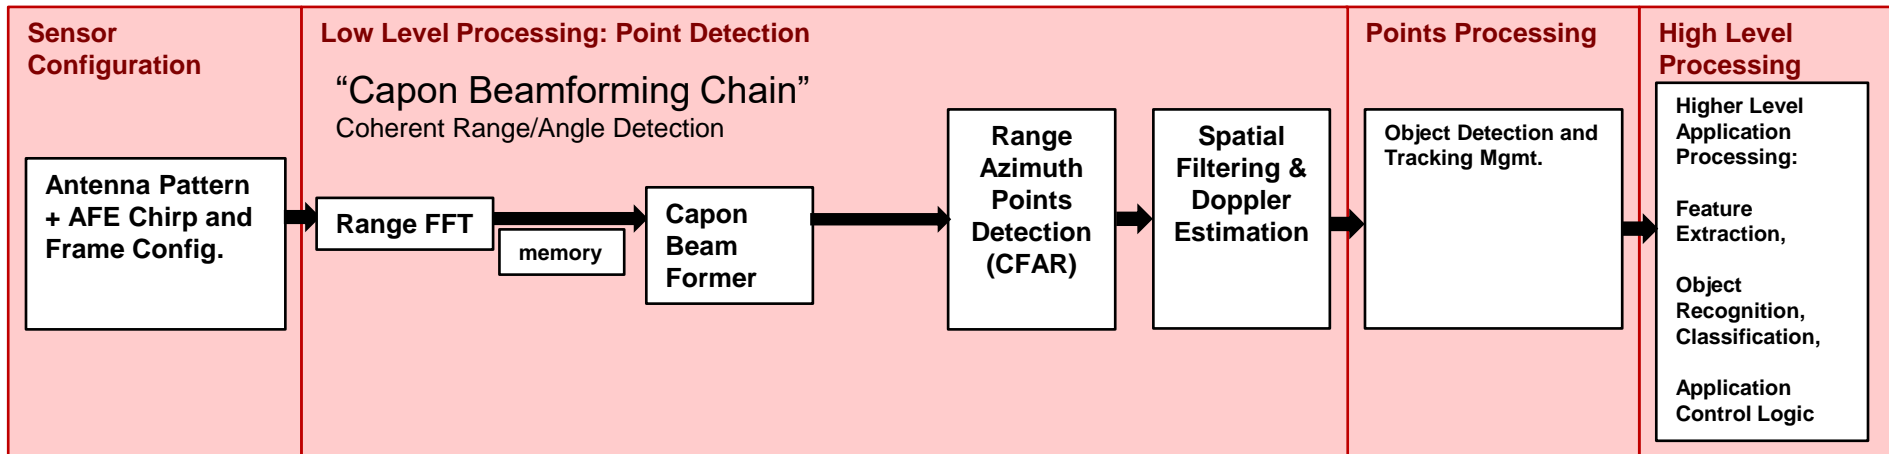 Sensor
Configuration
Antenna Pattern
+ AFE Chirp and
Frame Config.
Low Level Processing: Point Detection
“Capon Beamforming Chain”
Coherent Range/Angle Detection
Range FFT
memory
Capon
Beam
Former
Range
Azimuth
Points
Detection
(CFAR)
Spatial
Filtering &
Doppler
Estimation
Points Processing
Object Detection and
Tracking Mgmt.
High Level
Processing
Higher Level
Application
Processing:
Feature
Extraction,
Object
Recognition,
Classification,
Application
Control Logic